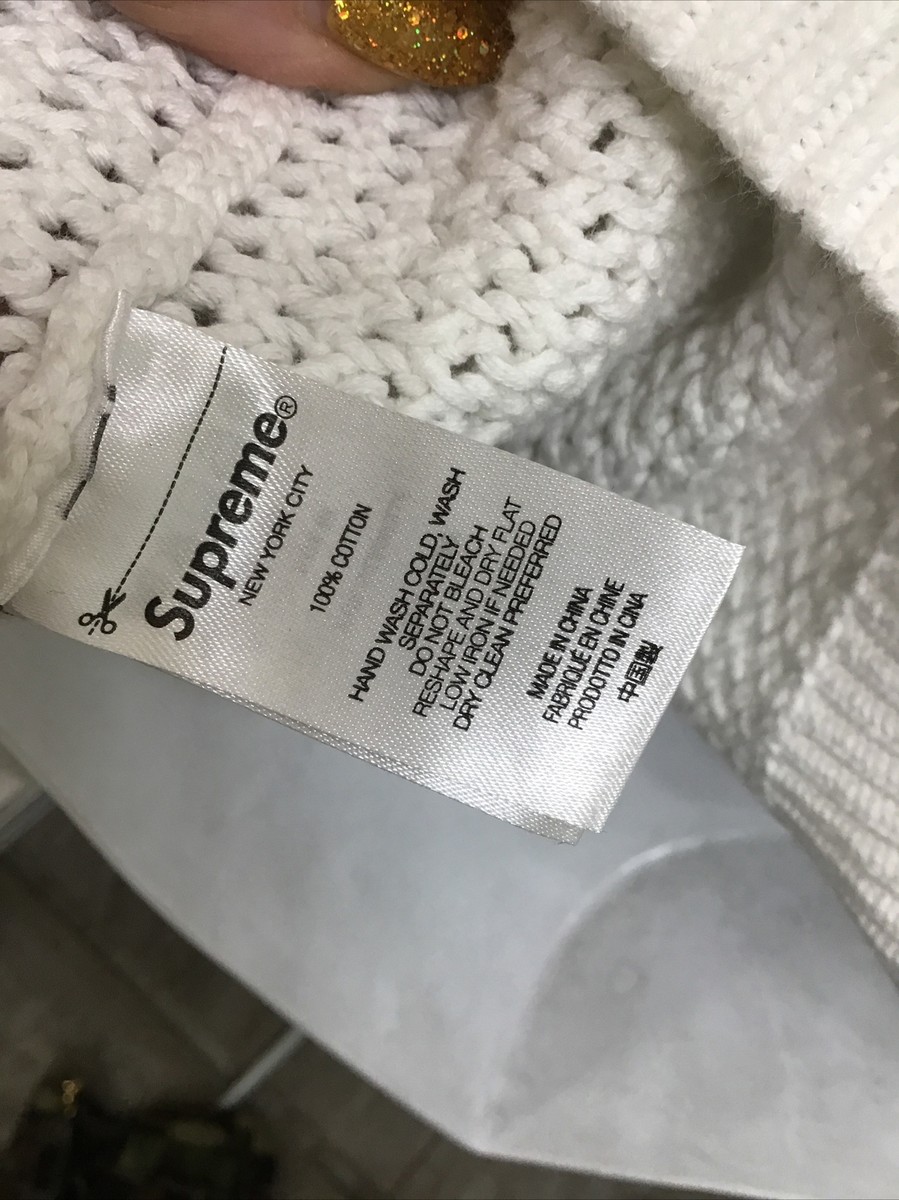 Supreme®
NEW YORK CITY
100% COTTON
HAND WASH COLD, WASH
SEPARATELY
DO NOT BLEACH
RESHAPE AND DRY FLAT
LOW IRON IF NEEDED
DRY CLEAN PREFERRED
MADE IN CHINA
FABRIQUÉ EN CHINE
PRODOTTO IN CINA
中国製